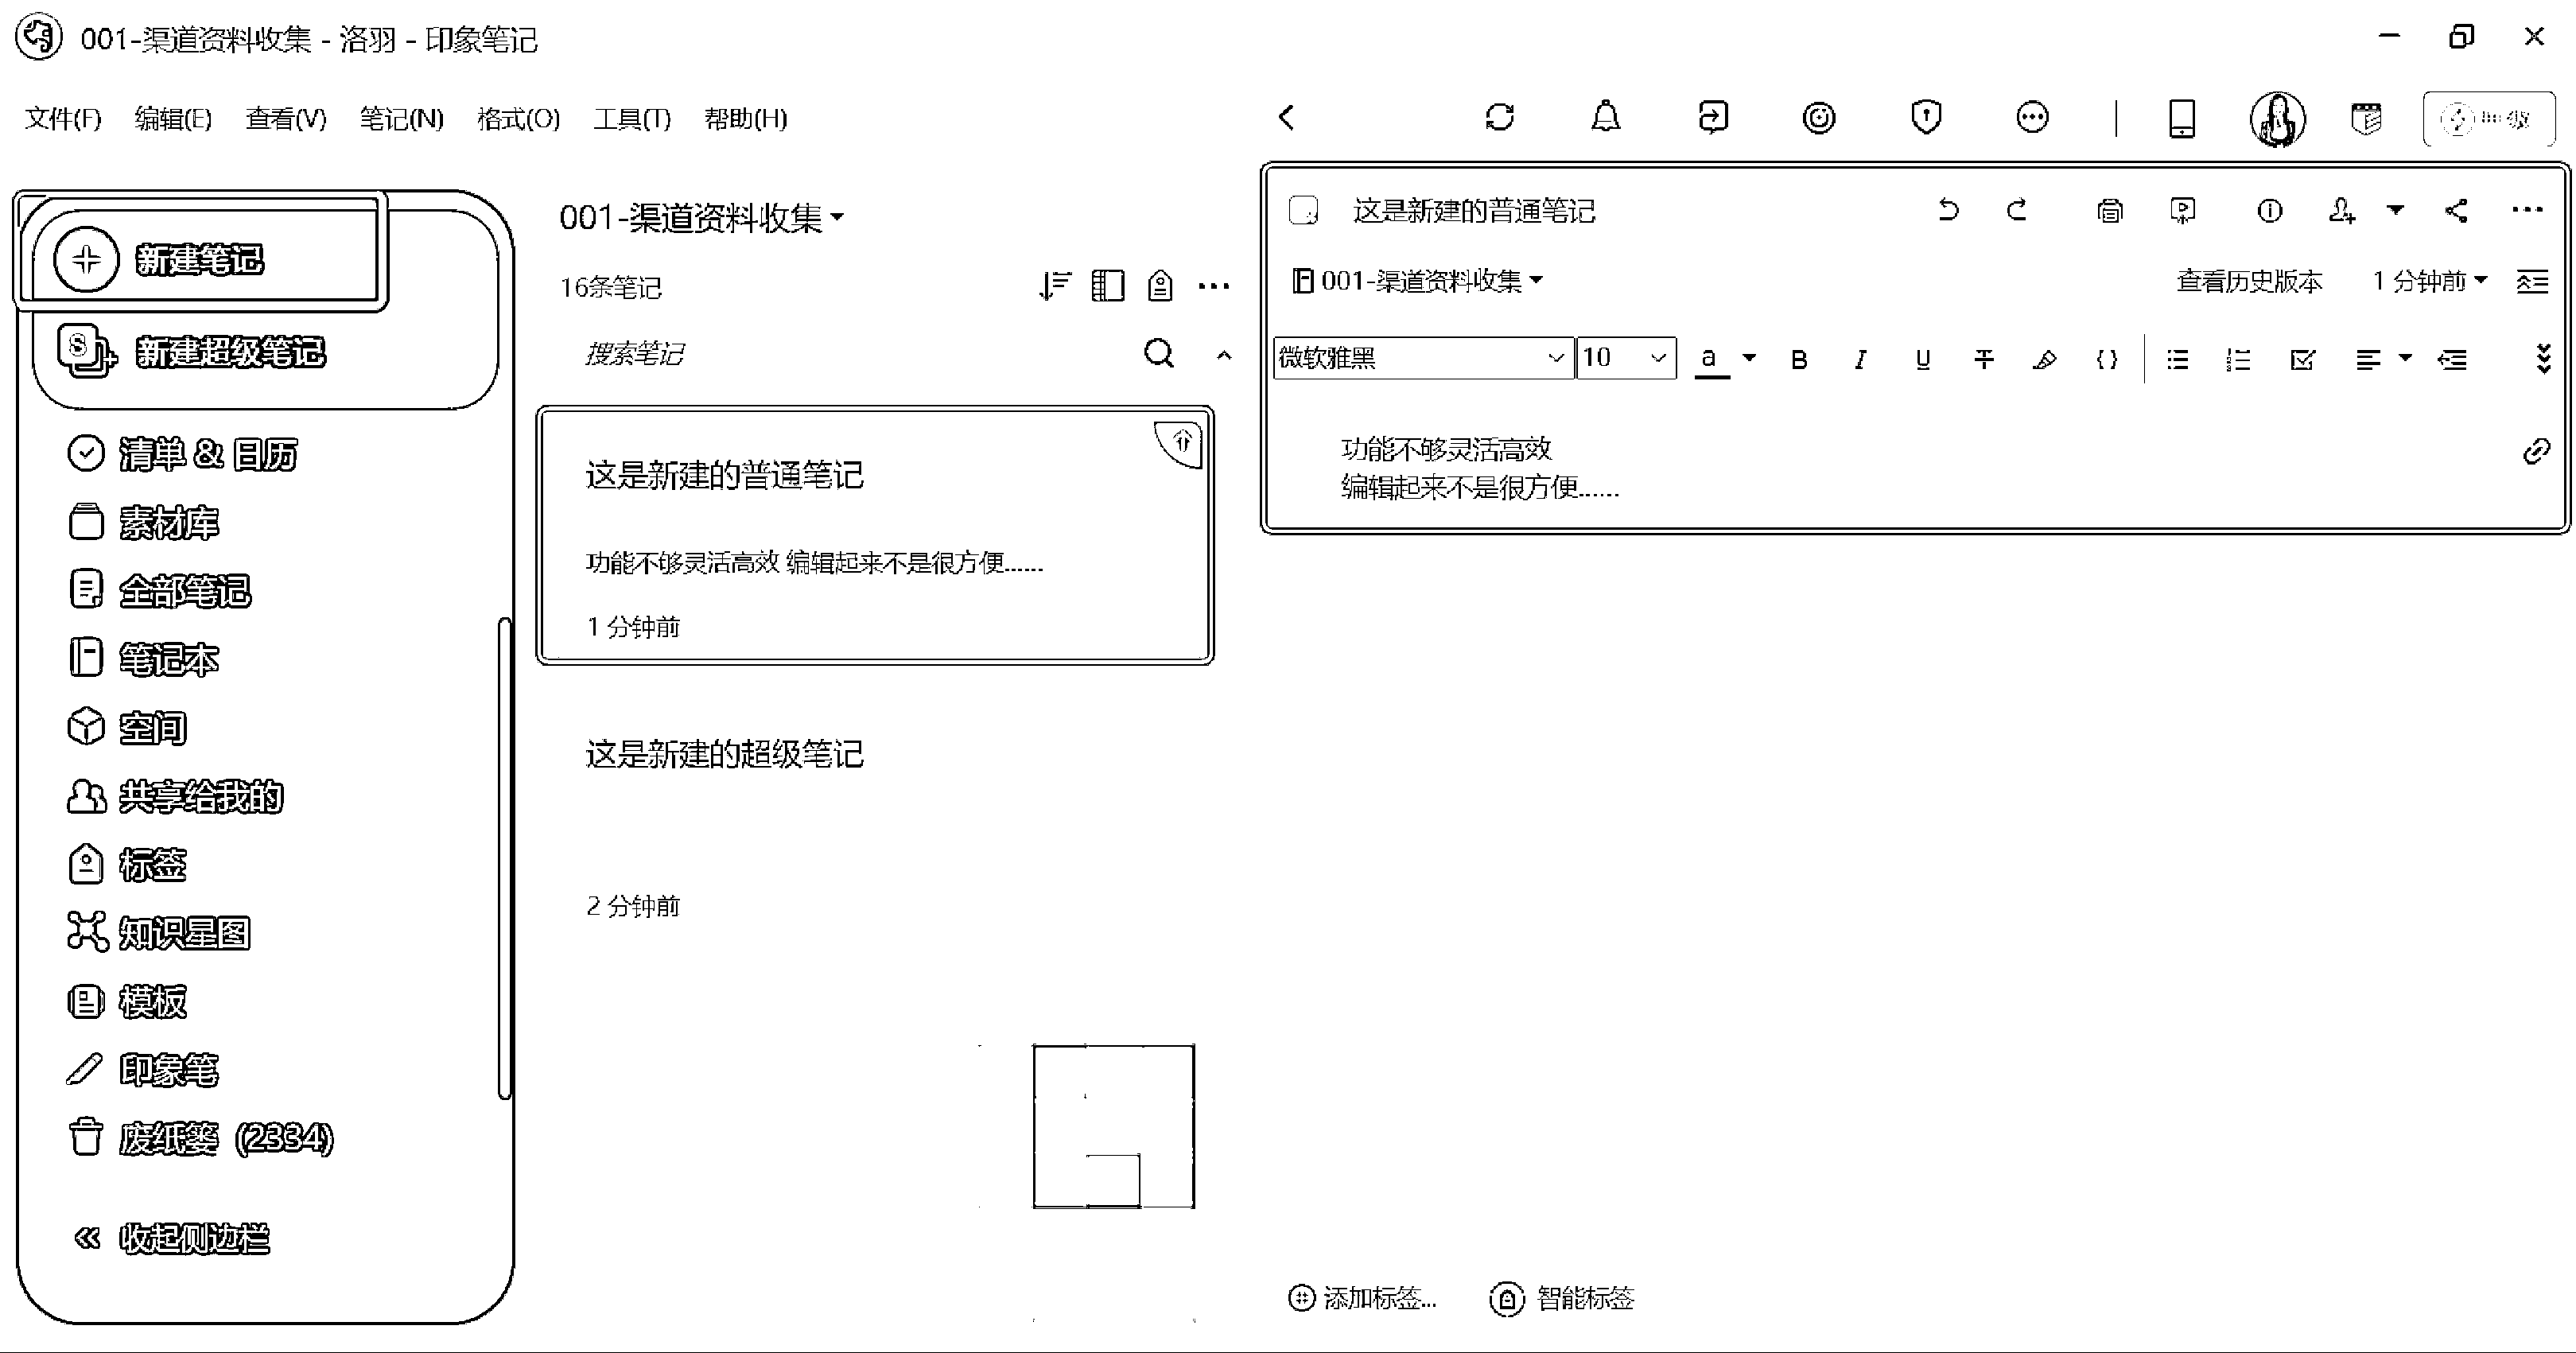 001-渠道资料收集 - 洛羽 - 印象笔记
文件(F) 编辑(E) 查看(V) 笔记(N) 格式(O) 工具(T) 帮助(H)
新建笔记
新建超级笔记
清单 & 日历
素材库
全部笔记
笔记本
空间
共享给我的
标签
知识星图
模板
印象笔
废纸篓 (2334)
收起侧边栏
001-渠道资料收集
16条笔记
搜索笔记
这是新建的普通笔记
功能不够灵活高效 编辑起来不是很方便......
1 分钟前
这是新建的超级笔记
2 分钟前
这是新建的普通笔记
001-渠道资料收集 查看历史版本 1 分钟前
微软雅黑 10 a B I U T {}
功能不够灵活高效
编辑起来不是很方便......
添加标签... 智能标签